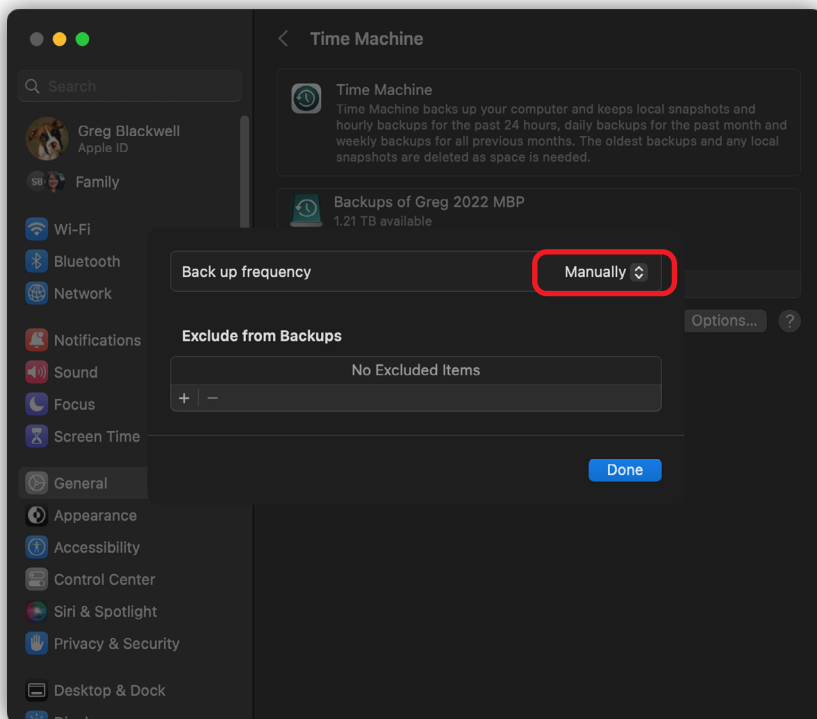 Time Machine
Search
Greg Blackwell
Apple ID
SB
Family
Wi-Fi
Bluetooth
Network
Notifications
Sound
Focus
Screen Time
General
Appearance
Accessibility
Control Center
Siri & Spotlight
Privacy & Security
Desktop & Dock
Time Machine
Time Machine backs up your computer and keeps local snapshots and
hourly backups for the past 24 hours, daily backups for the past month and
weekly backups for all previous months. The oldest backups and any local
snapshots are deleted as space is needed.
Backups of Greg 2022 MBP
1.21 TB available
Options...
?
Back up frequency
Manually
Exclude from Backups
No Excluded Items
+ −
Done